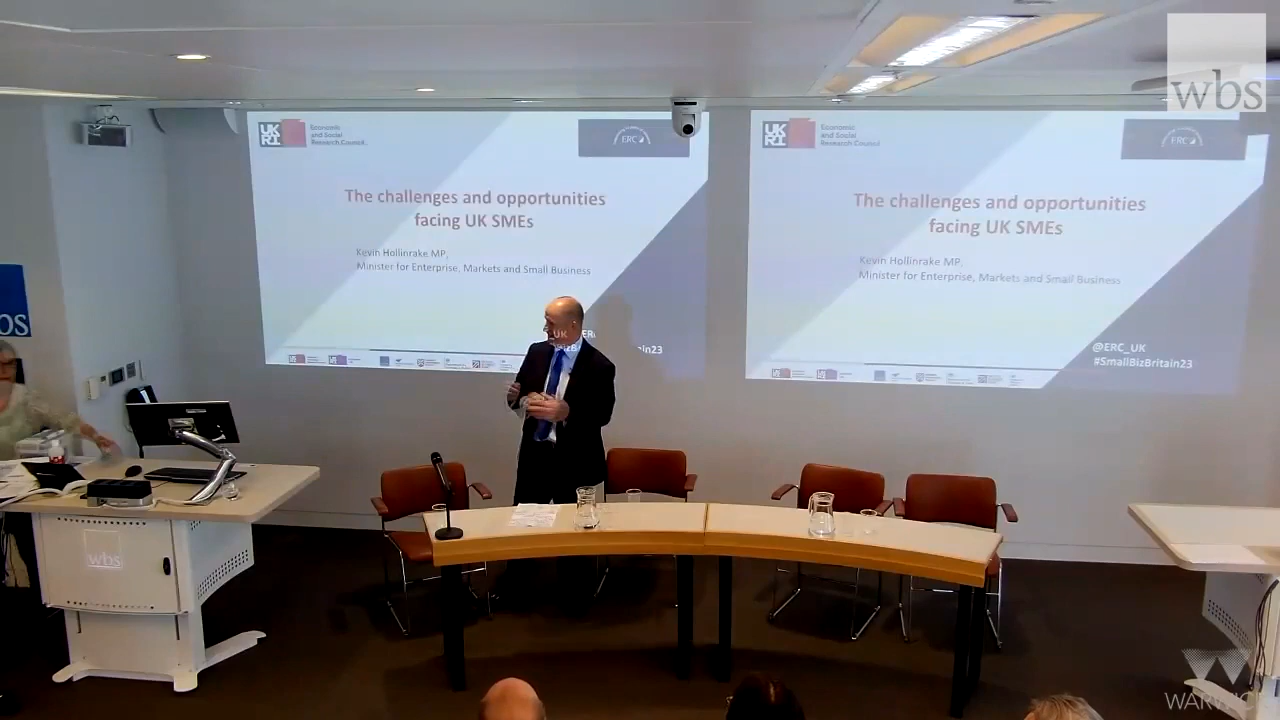 wbs
UK
RI
Economic
and Social
Research Council
ERC
The challenges and opportunities
facing UK SMEs
Kevin Hollinrake MP,
Minister for Enterprise, Markets and Small Business
UK
RI
Economic
and Social
Research Council
ERC
The challenges and opportunities
facing UK SMEs
Kevin Hollinrake MP,
Minister for Enterprise, Markets and Small Business
@ERC_UK
#SmallBizBritain23
bs
wbs